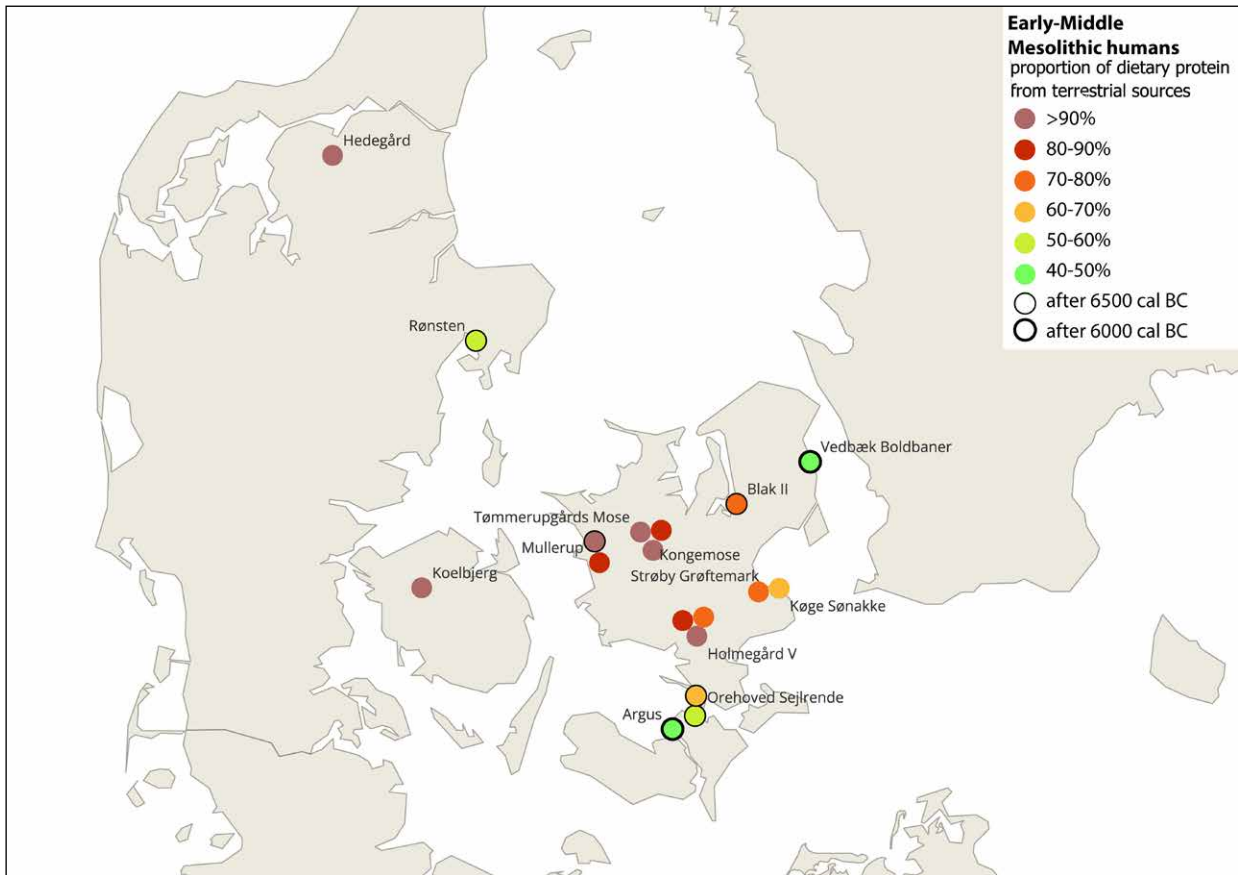 Early-Middle
Mesolithic humans
proportion of dietary protein
from terrestrial sources
>90%
80-90%
70-80%
60-70%
50-60%
40-50%
after 6500 cal BC
after 6000 cal BC
Hedegård
Rønsten
Vedbæk Boldbaner
Blak II
Tømmerupgårds Mose
Mullerup
Kongemose
Strøby Grøftemark
Koelbjerg
Køge Sønakke
Holmegård V
Orehoved Sejlrende
Argus